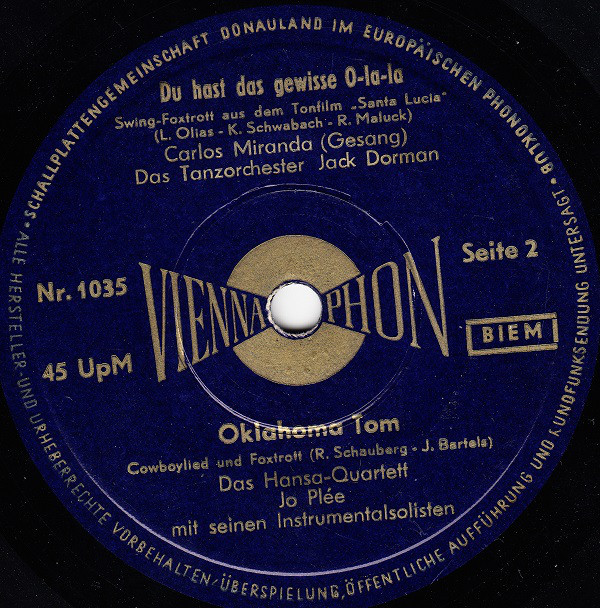 • SCHALLPLATTENGEMEINSCHAFT DONAULAND IM EUROPÄISCHEN PHONOKLUB •
Du hast das gewisse O-la-la
Swing-Foxtrott aus dem Tonfilm „Santa Lucia"
(L. Olias - K. Schwabach - R. Maluck)
Carlos Miranda (Gesang)
Das Tanzorchester Jack Dorman
Nr. 1035
45 UpM
VIENNAPHON
Seite 2
BIEM
Oklahoma Tom
Cowboylied und Foxtrott (R. Schauberg - J. Bartels)
Das Hansa-Quartett
Jo Plée
mit seinen Instrumentalsolisten
ALLE HERSTELLER- UND URHEBERRECHTE VORBEHALTEN/ÜBERSPIELUNG, ÖFFENTLICHE AUFFÜHRUNG UND RUNDFUNKSENDUNG UNTERSAGT